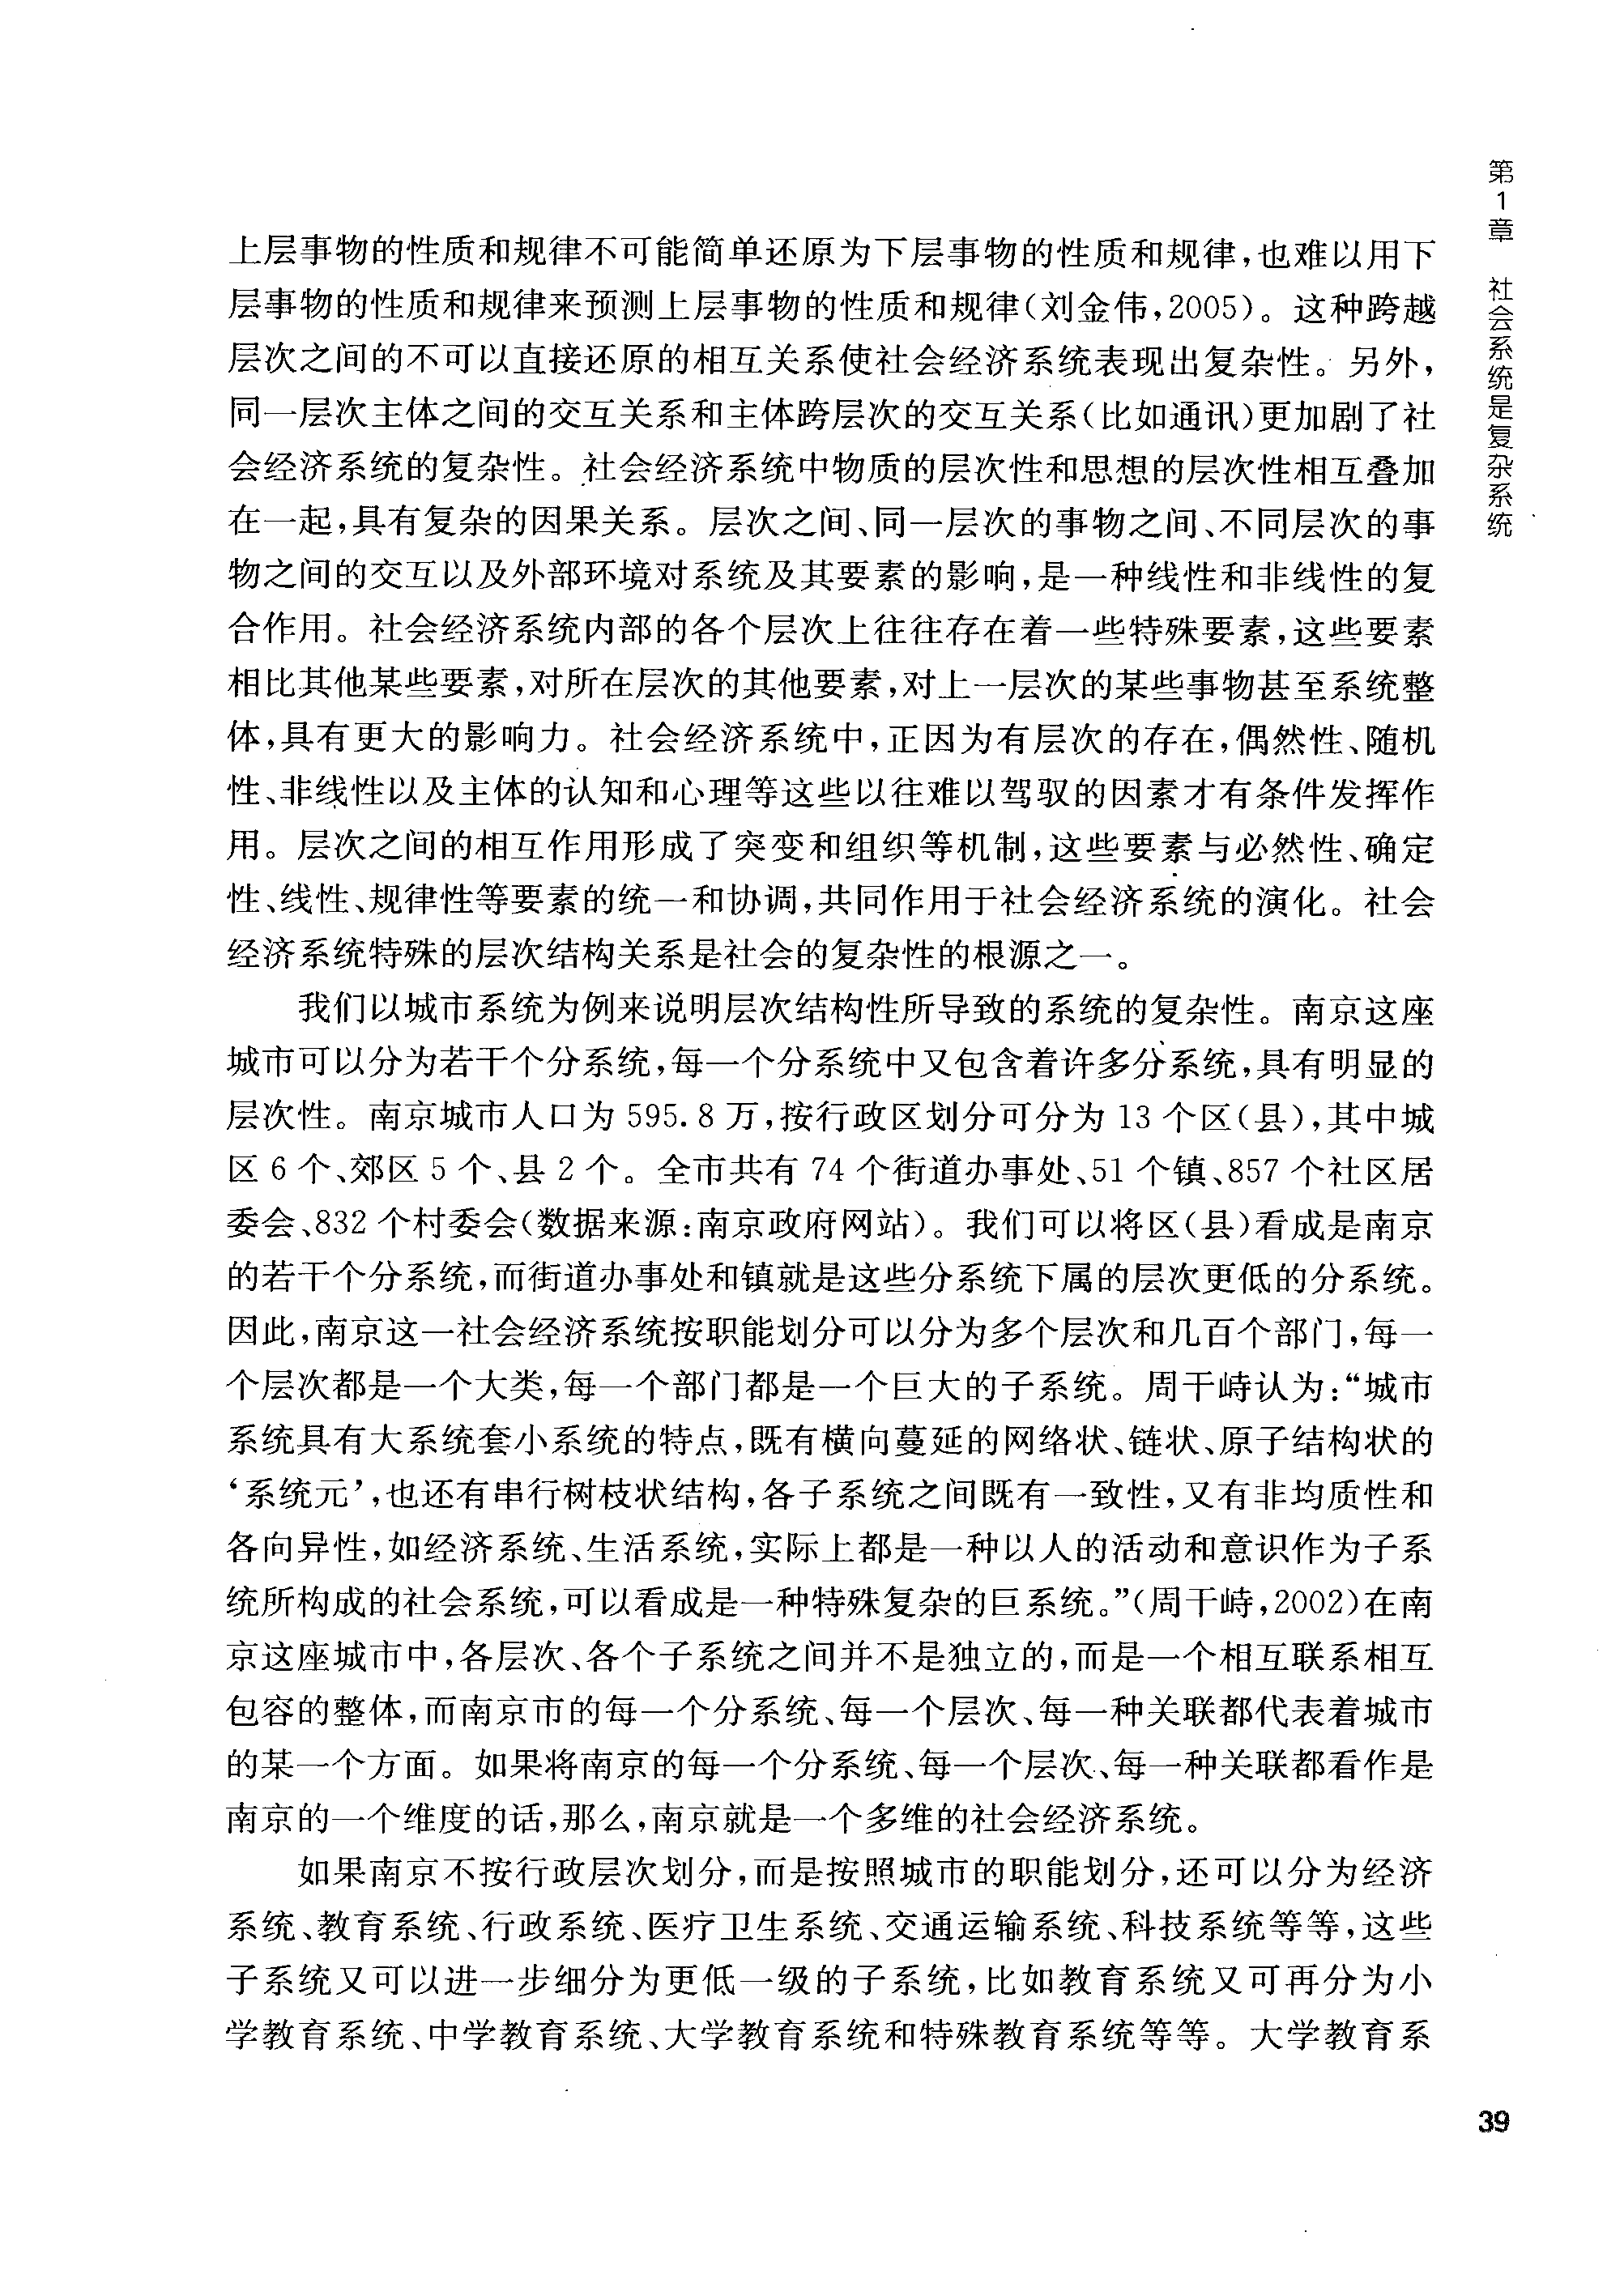 第1章 社会系统是复杂系统
上层事物的性质和规律不可能简单还原为下层事物的性质和规律,也难以用下
层事物的性质和规律来预测上层事物的性质和规律(刘金伟,2005)。这种跨越
层次之间的不可以直接还原的相互关系使社会经济系统表现出复杂性。另外,
同一层次主体之间的交互关系和主体跨层次的交互关系(比如通讯)更加剧了社
会经济系统的复杂性。社会经济系统中物质的层次性和思想的层次性相互叠加
在一起,具有复杂的因果关系。层次之间、同一层次的事物之间、不同层次的事
物之间的交互以及外部环境对系统及其要素的影响,是一种线性和非线性的复
合作用。社会经济系统内部的各个层次上往往存在着一些特殊要素,这些要素
相比其他某些要素,对所在层次的其他要素,对上一层次的某些事物甚至系统整
体,具有更大的影响力。社会经济系统中,正因为有层次的存在,偶然性、随机
性、非线性以及主体的认知和心理等这些以往难以驾驭的因素才有条件发挥作
用。层次之间的相互作用形成了突变和组织等机制,这些要素与必然性、确定
性、线性、规律性等要素的统一和协调,共同作用于社会经济系统的演化。社会
经济系统特殊的层次结构关系是社会的复杂性的根源之一。
我们以城市系统为例来说明层次结构性所导致的系统的复杂性。南京这座
城市可以分为若干个分系统,每一个分系统中又包含着许多分系统,具有明显的
层次性。南京城市人口为 595.8 万,按行政区划分可分为 13 个区(县),其中城
区 6 个、郊区 5 个、县 2 个。全市共有 74 个街道办事处、51 个镇、857 个社区居
委会、832 个村委会(数据来源:南京政府网站)。我们可以将区(县)看成是南京
的若干个分系统,而街道办事处和镇就是这些分系统下属的层次更低的分系统。
因此,南京这一社会经济系统按职能划分可以分为多个层次和几百个部门,每一
个层次都是一个大类,每一个部门都是一个巨大的子系统。周干峙认为:“城市
系统具有大系统套小系统的特点,既有横向蔓延的网络状、链状、原子结构状的
‘系统元’,也还有串行树枝状结构,各子系统之间既有一致性,又有非均质性和
各向异性,如经济系统、生活系统,实际上都是一种以人的活动和意识作为子系
统所构成的社会系统,可以看成是一种特殊复杂的巨系统。”(周干峙,2002)在南
京这座城市中,各层次、各个子系统之间并不是独立的,而是一个相互联系相互
包容的整体,而南京市的每一个分系统、每一个层次、每一种关联都代表着城市
的某一个方面。如果将南京的每一个分系统、每一个层次、每一种关联都看作是
南京的一个维度的话,那么,南京就是一个多维的社会经济系统。
如果南京不按行政层次划分,而是按照城市的职能划分,还可以分为经济
系统、教育系统、行政系统、医疗卫生系统、交通运输系统、科技系统等等,这些
子系统又可以进一步细分为更低一级的子系统,比如教育系统又可再分为小
学教育系统、中学教育系统、大学教育系统和特殊教育系统等等。大学教育系
39